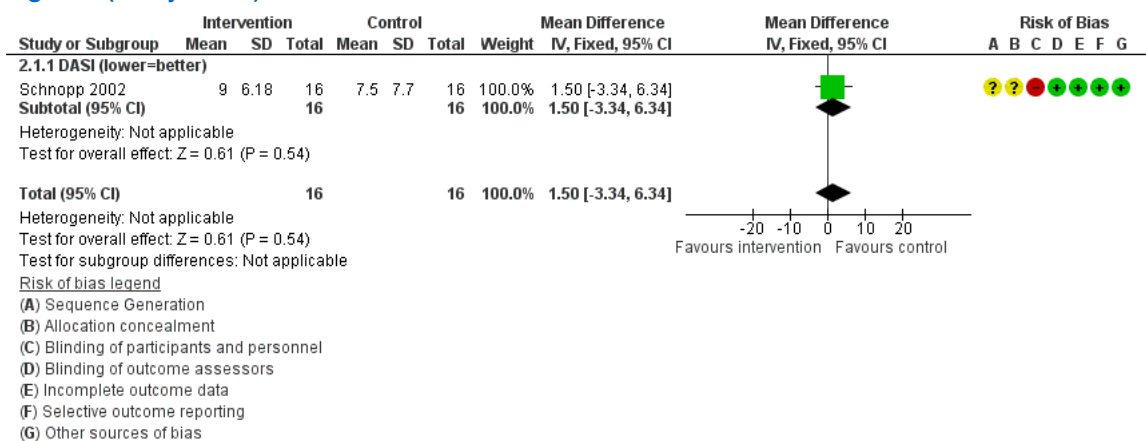 Intervention Control Mean Difference Mean Difference Risk of Bias
Study or Subgroup Mean SD Total Mean SD Total Weight IV, Fixed, 95% CI IV, Fixed, 95% CI A B C D E F G
2.1.1 DASI (lower=better)
Schnopp 2002 9 6.18 16 7.5 7.7 16 100.0% 1.50 [-3.34, 6.34] ? ? - + + + +
Subtotal (95% CI) 16 16 100.0% 1.50 [-3.34, 6.34]
Heterogeneity: Not applicable
Test for overall effect: Z = 0.61 (P = 0.54)
Total (95% CI) 16 16 100.0% 1.50 [-3.34, 6.34]
Heterogeneity: Not applicable
Test for overall effect: Z = 0.61 (P = 0.54)
Test for subgroup differences: Not applicable
-20 -10 0 10 20
Favours intervention Favours control
Risk of bias legend
(A) Sequence Generation
(B) Allocation concealment
(C) Blinding of participants and personnel
(D) Blinding of outcome assessors
(E) Incomplete outcome data
(F) Selective outcome reporting
(G) Other sources of bias